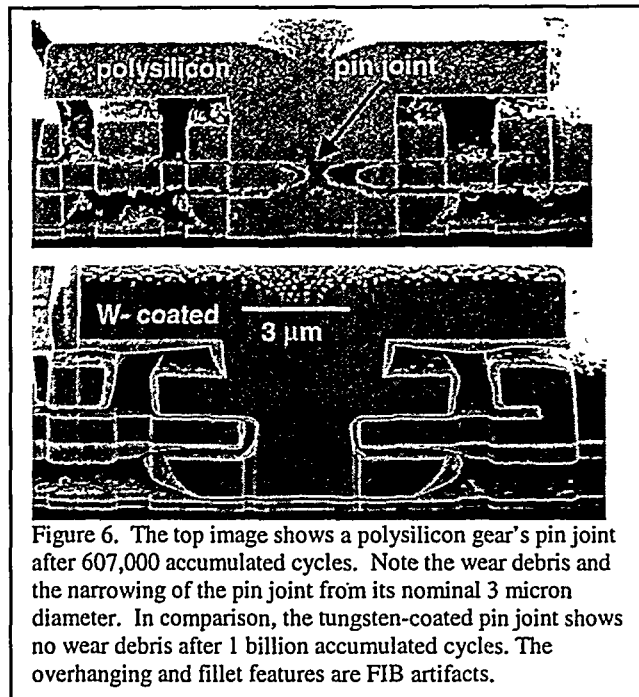 polysilicon pin joint
W- coated
3 μm
Figure 6. The top image shows a polysilicon gear's pin joint
after 607,000 accumulated cycles. Note the wear debris and
the narrowing of the pin joint from its nominal 3 micron
diameter. In comparison, the tungsten-coated pin joint shows
no wear debris after 1 billion accumulated cycles. The
overhanging and fillet features are FIB artifacts.